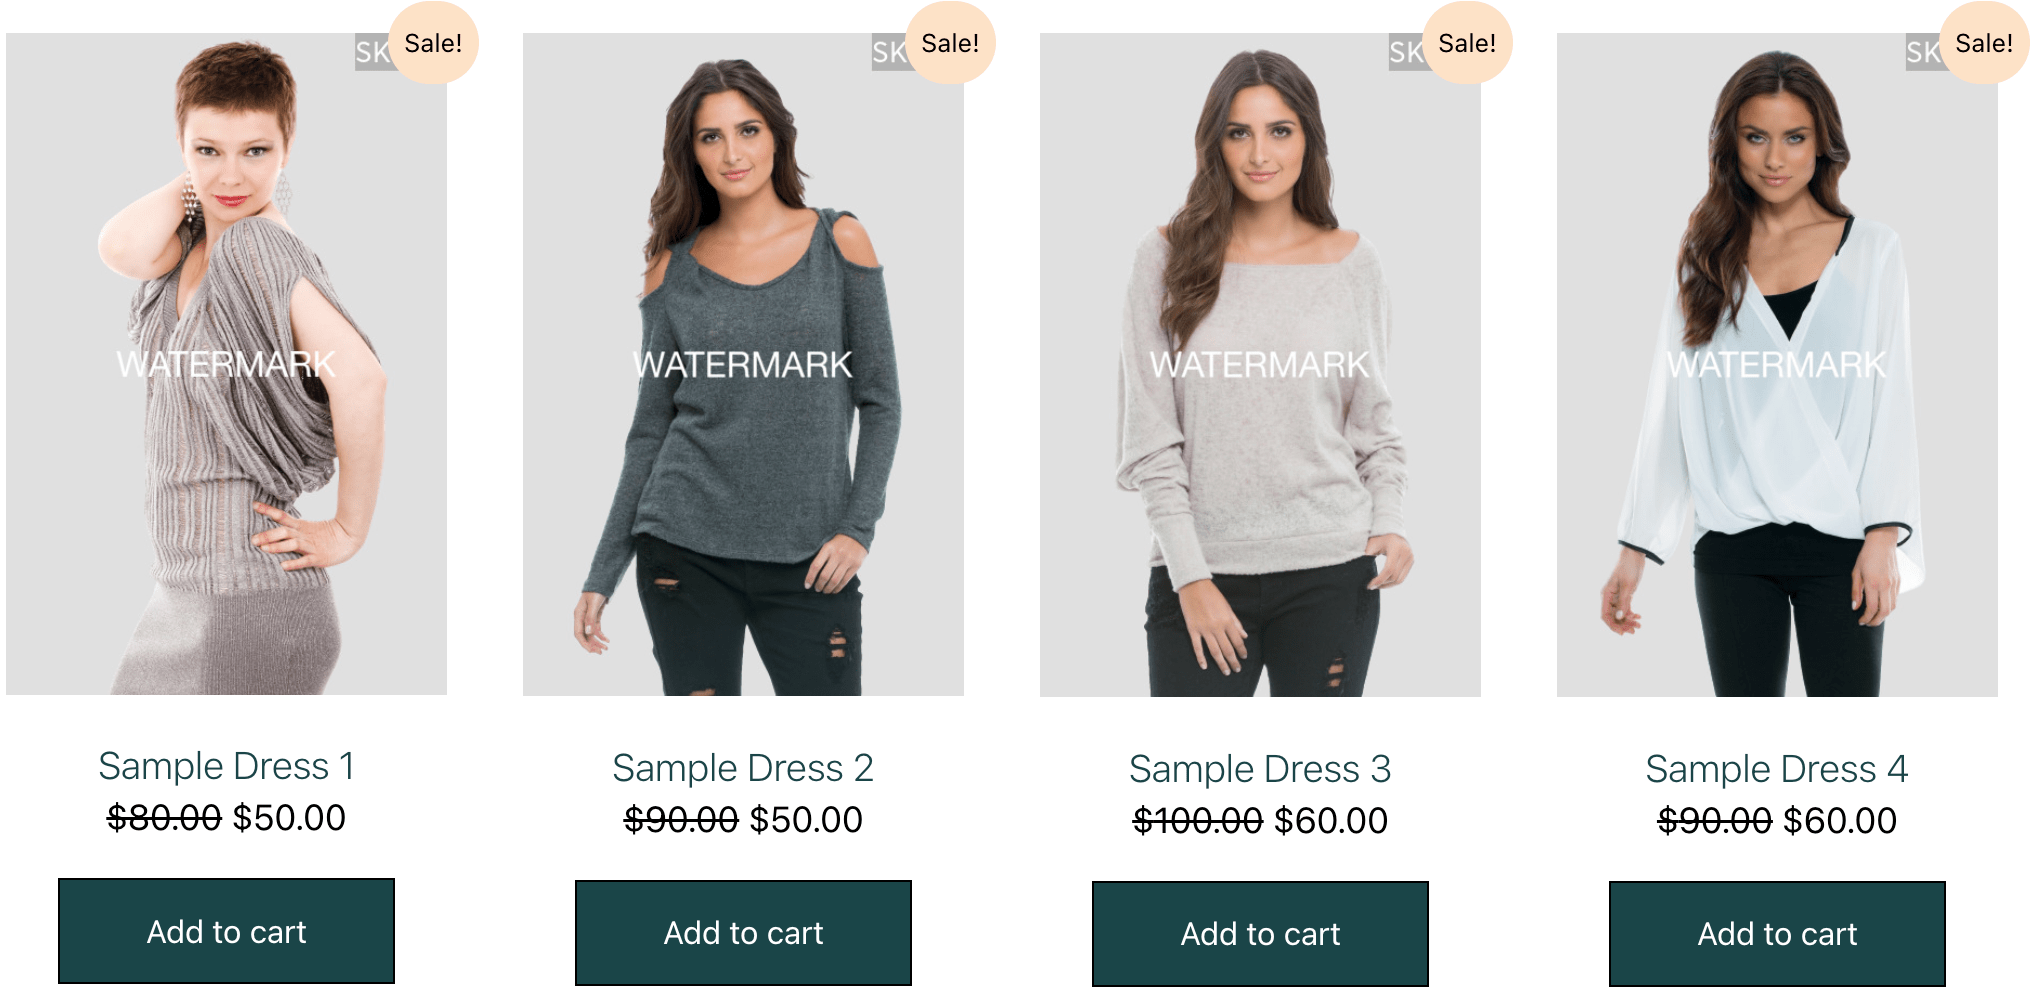 SK Sale! SK Sale! SK Sale! SK Sale!
WATERMARK WATERMARK WATERMARK WATERMARK
Sample Dress 1 Sample Dress 2 Sample Dress 3 Sample Dress 4
$80.00 $50.00 $90.00 $50.00 $100.00 $60.00 $90.00 $60.00
Add to cart Add to cart Add to cart Add to cart